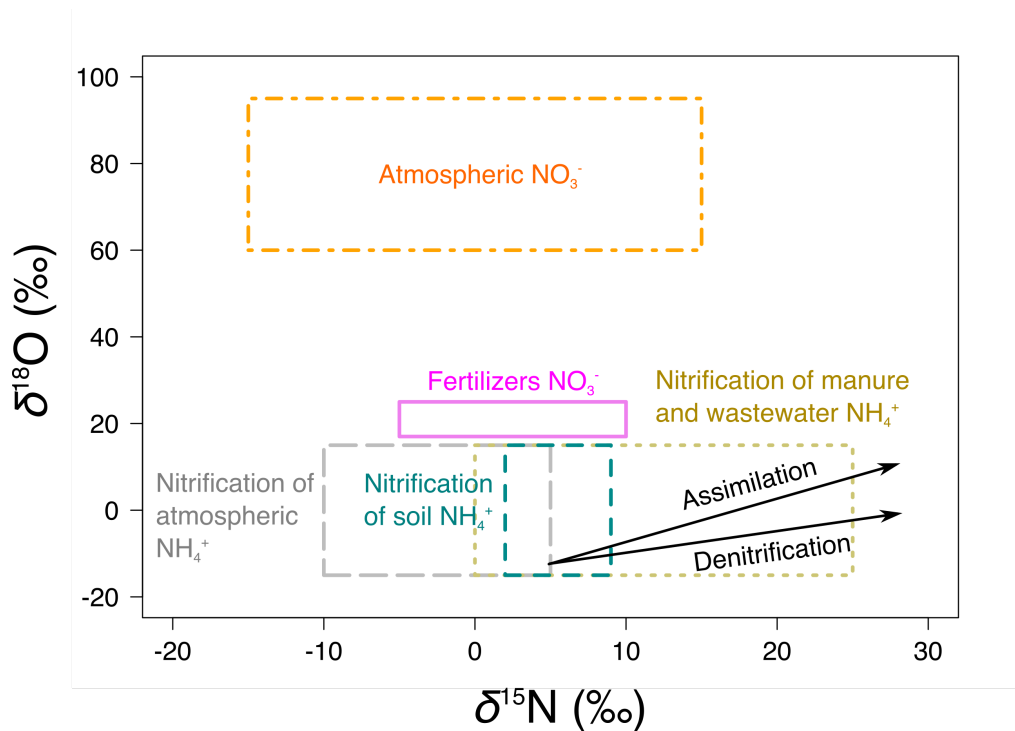 100
80
60
40
20
0
-20
δ¹⁸O (‰)
Atmospheric NO₃⁻
Fertilizers NO₃⁻
Nitrification of manure
and wastewater NH₄⁺
Nitrification of
atmospheric
NH₄⁺
Nitrification
of soil NH₄⁺
Assimilation
Denitrification
-20 -10 0 10 20 30
δ¹⁵N (‰)